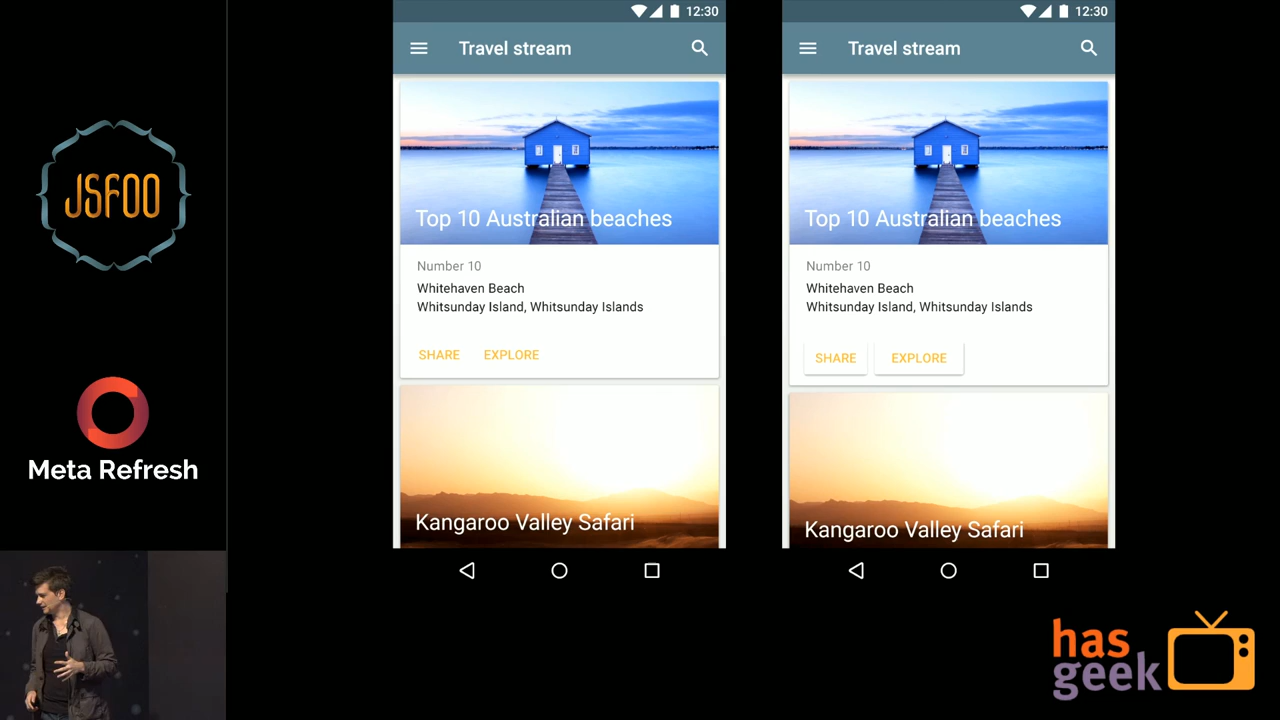 JSFOO
Meta Refresh
12:30
Travel stream
Top 10 Australian beaches
Number 10
Whitehaven Beach
Whitsunday Island, Whitsunday Islands
SHARE EXPLORE
Kangaroo Valley Safari
12:30
Travel stream
Top 10 Australian beaches
Number 10
Whitehaven Beach
Whitsunday Island, Whitsunday Islands
SHARE EXPLORE
Kangaroo Valley Safari
has
geek